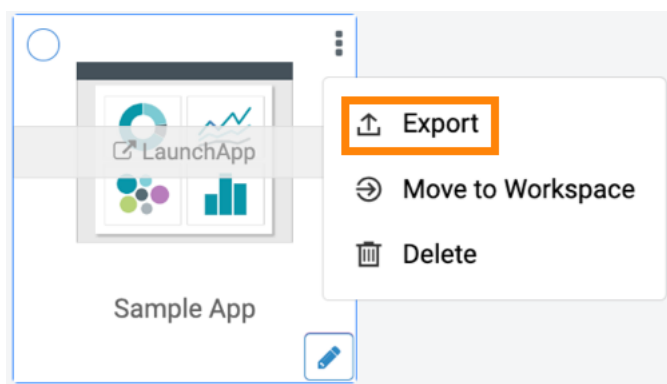 Export
LaunchApp
Move to Workspace
Delete
Sample App